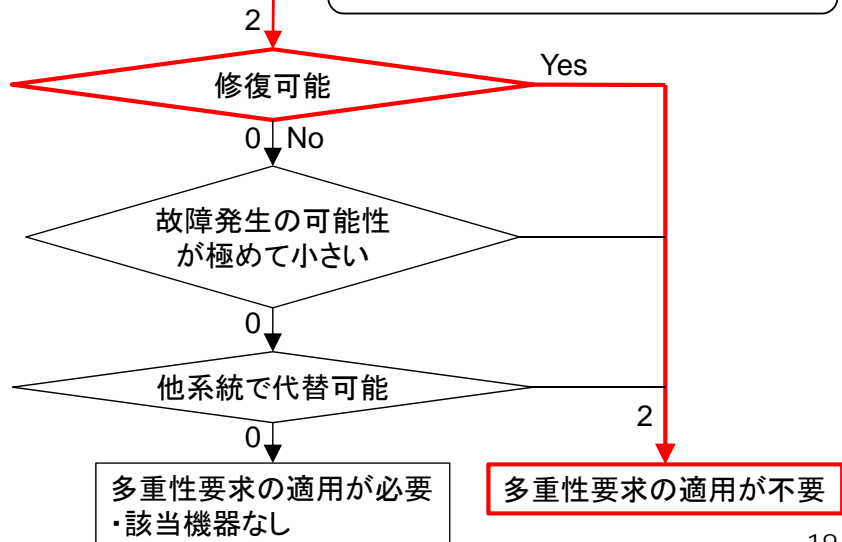 2
修復可能
Yes
0
No
故障発生の可能性
が極めて小さい
0
他系統で代替可能
2
0
多重性要求の適用が必要
・該当機器なし
多重性要求の適用が不要